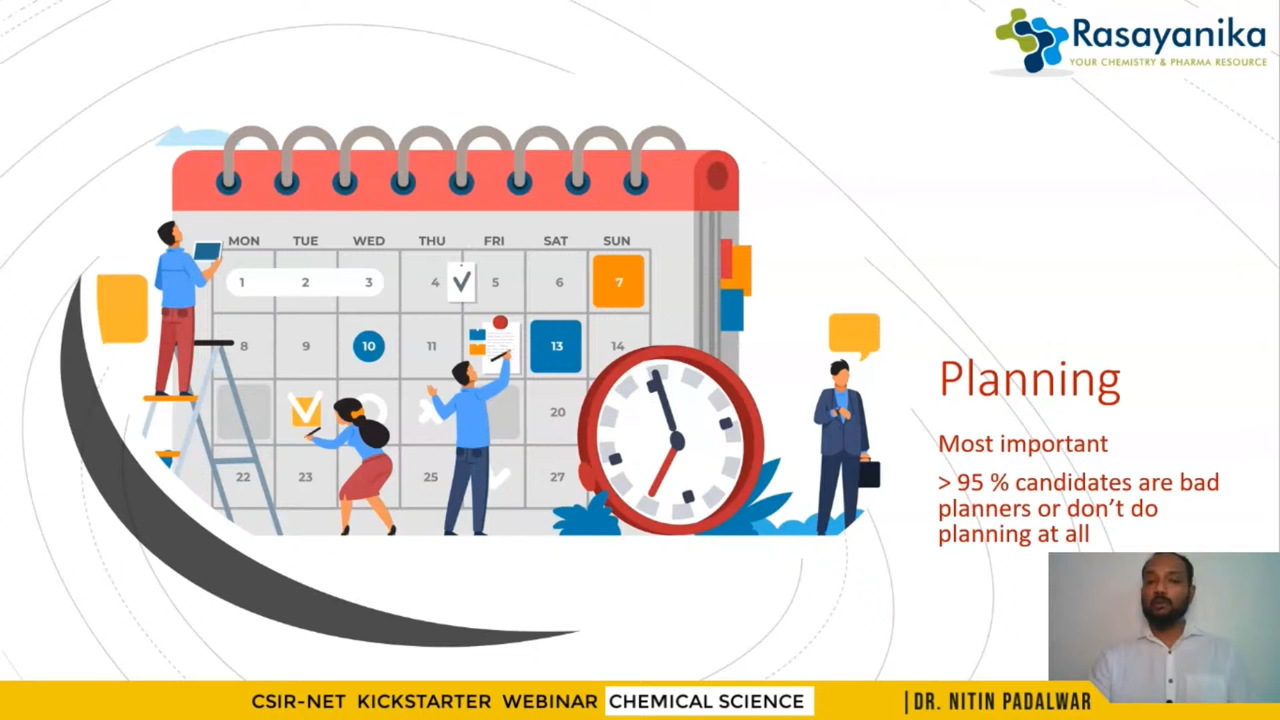 Rasayanika
YOUR CHEMISTRY & PHARMA RESOURCE
MON TUE WED THU FRI SAT SUN
1 2 3 4 5 6 7
8 9 10 11 13 14
20
22 23 25 27
Planning
Most important
> 95 % candidates are bad
planners or don’t do
planning at all
CSIR-NET KICKSTARTER WEBINAR CHEMICAL SCIENCE |DR. NITIN PADALWAR